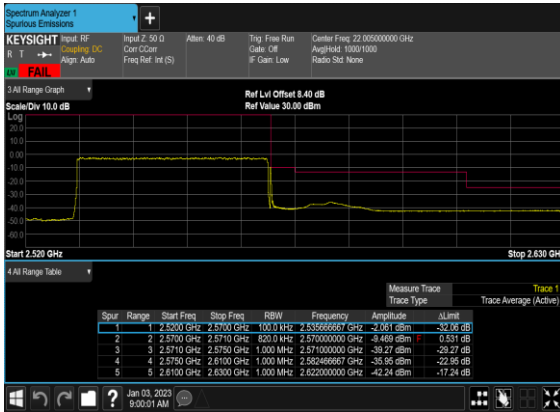 Spectrum Analyzer 1
Spurious Emissions
KEYSIGHT
R T
LNI
FAIL
Input: RF
Coupling: DC
Align: Auto
Input Z: 50 Ω
Corr CCorr
Freq Ref: Int (S)
Atten: 40 dB
Trig: Free Run
Gate: Off
IF Gain: Low
Center Freq: 22.005000000 GHz
Avg|Hold: 1000/1000
Radio Std: None
3 All Range Graph
Scale/Div 10.0 dB
Ref Lvl Offset 8.40 dB
Ref Value 30.00 dBm
Log
20.0
10.0
0.00
-10.0
-20.0
-30.0
-40.0
-50.0
-60.0
Start 2.520 GHz
Stop 2.630 GH
4 All Range Table
Measure Trace Trace 1
Trace Type Trace Average (Active)
Spur Range Start Freq Stop Freq RBW Frequency Amplitude ΔLimit
1 1 2.5200 GHz 2.5700 GHz 100.0 kHz 2.535666667 GHz -2.061 dBm -32.06 dB
2 2 2.5700 GHz 2.5710 GHz 820.0 kHz 2.57000000 GHz -9.469 dBm F 0.531 dB
3 3 2.5710 GHz 2.5750 GHz 1.000 MHz 2.571000000 GHz -39.27 dBm -29.27 dB
4 4 2.5750 GHz 2.6100 GHz 1.000 MHz 2.582466667 GHz -35.95 dBm -22.95 dB
5 5 2.6100 GHz 2.6300 GHz 1.000 MHz 2.622000000 GHz -42.24 dBm -17.24 dB
?
Jan 03, 2023
9:00:01 AM